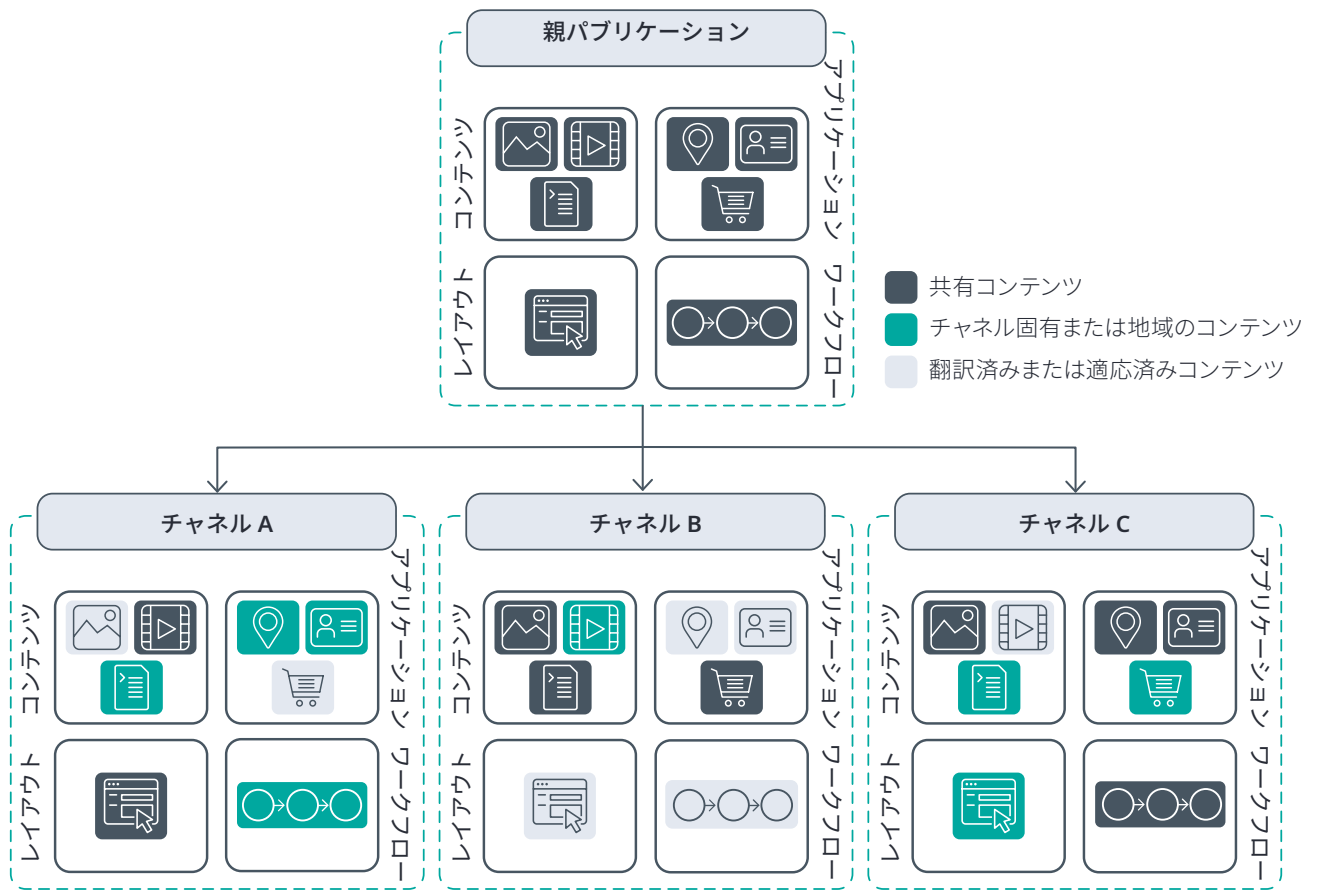 親パブリケーション
コンテンツ
アプリケーション
レイアウト
ワークフロー
共有コンテンツ
チャネル固有または地域のコンテンツ
翻訳済みまたは適応済みコンテンツ
チャネル A
コンテンツ
アプリケーション
レイアウト
ワークフロー
チャネル B
コンテンツ
アプリケーション
レイアウト
ワークフロー
チャネル C
コンテンツ
アプリケーション
レイアウト
ワークフロー